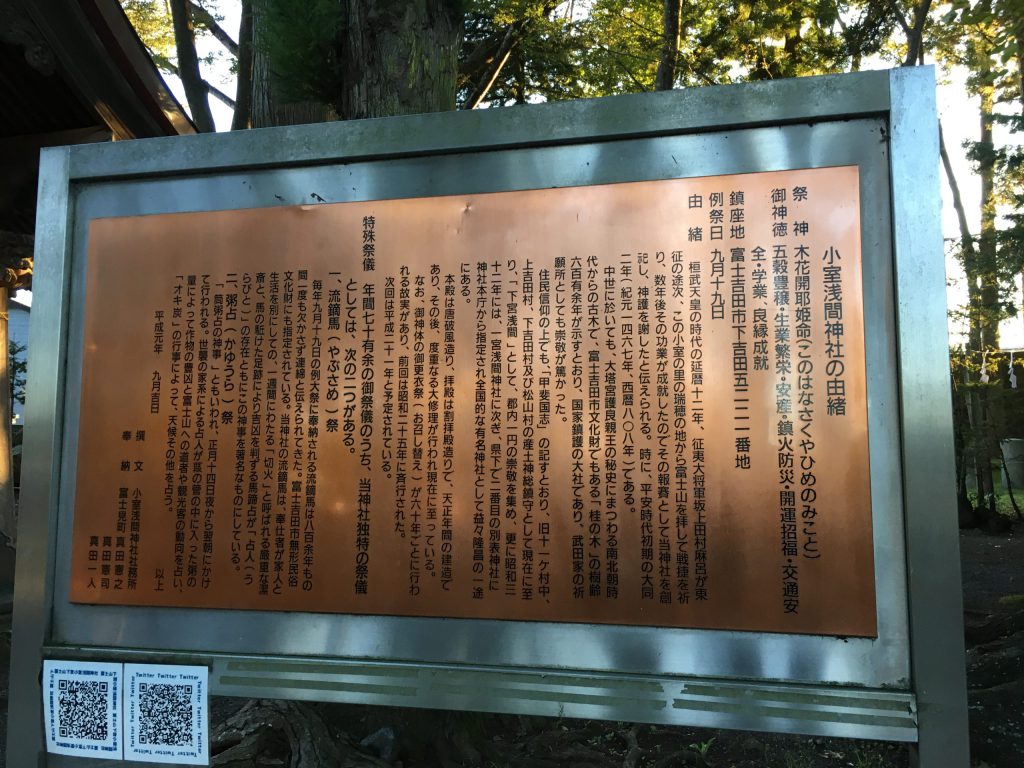 小室浅間神社の由緒
祭神 木花開耶姫命(このはなさくやひめのみこと)
御神徳 五穀豊穣・生業繁栄・安産・鎮火防災・開運招福・交通安
全・学業、良縁成就
鎮座地 富士吉田市下吉田五二二一番地
例祭日 九月十九日
由緒
桓武天皇の時代の延暦十二年、征夷大将軍坂上田村麻呂が東
征の途次、この小室の里の瑞穂の地から富士山を拝して戦捷を祈
り、数年後その功業が成就したのでその報賽として当神社を創
祀し、神護を謝したと伝えられる。時に、平安時代初期の大同
二年(紀元一四六七年、西暦八〇八年)である。
中世に於いても、大塔宮護良親王の秘史にまつわる南北朝時
代からの古木で、富士吉田市文化財でもある「桂の木」の樹齢
六百有余年が示すとおり、国家鎮護の大社であり、武田家の祈
願所としても崇敬が篤かった。
住民信仰の上でも「甲斐国志」の記すとおり、旧十一ケ村中、
上吉田村、下吉田村及び松山村の産土神総鎮守として現在に至
り、「下宮浅間」として、郡内一円の崇敬を集め、更に昭和三
十二年には、一宮浅間神社に次ぎ、県下で二番目の別表神社に
神社本庁から指定され全国的な有名神社として益々隆昌の一途
にある。
本殿は唐破風造り、拝殿は割拝殿造りで、天正年間の建造で
あり、その後、度重なる大修理が行われ現在に至っている。
なお、御神体の御更衣祭(お召し替え)が六十年ごとに行わ
れる故実があり、前回は昭和二十五年に斉行された。
次回は平成二十一年と予定されている。
特殊祭儀 年間七十有余の御祭儀のうち、当神社独特の祭儀
としては、次の二つがある。
一、流鏑馬(やぶさめ)祭
毎年九月十九日の例大祭に奉納される流鏑馬は八百余年もの
間一度も欠かさず連綿と伝えられてきた。富士吉田市無形民俗
文化財にも指定されている。当神社の流鏑馬は、奉仕者が家人と
生活を別にしての、一週間にわたる「切火」と呼ばれる厳重な潔
斎と、馬の駈けた足跡により吉凶を判ずる馬蹄占が「占人(う
らびと)」の存在ともにこの神事を著名なものにしている。
二、粥占(かゆうら)祭
「筒粥占の神事」ともいわれ、正月十四日夜から翌朝にかけ
て行われる。世襲の家系による占人が葭の管の中に入った粥の
量によって作物の豊凶と富士山への道者や観光客の動向を占い、
「オキ炭」の行事によって、天候その他を占う。
以上
平成元年 九月吉日
撰文 小室浅間神社社務所
奉納 富士見町 真田憲之
真田憲司
真田一人
Twitter Twitter Twitter